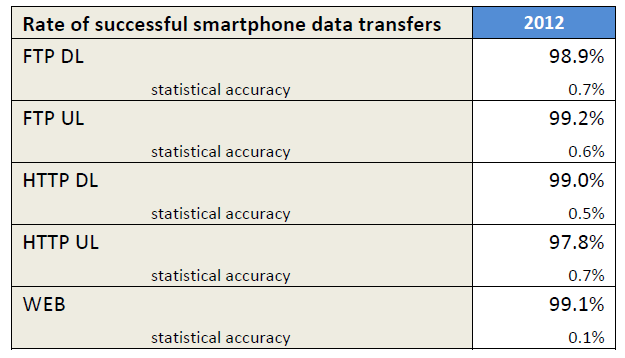 Rate of successful smartphone data transfers 2012
FTP DL 98.9%
statistical accuracy 0.7%
FTP UL 99.2%
statistical accuracy 0.6%
HTTP DL 99.0%
statistical accuracy 0.5%
HTTP UL 97.8%
statistical accuracy 0.7%
WEB 99.1%
statistical accuracy 0.1%